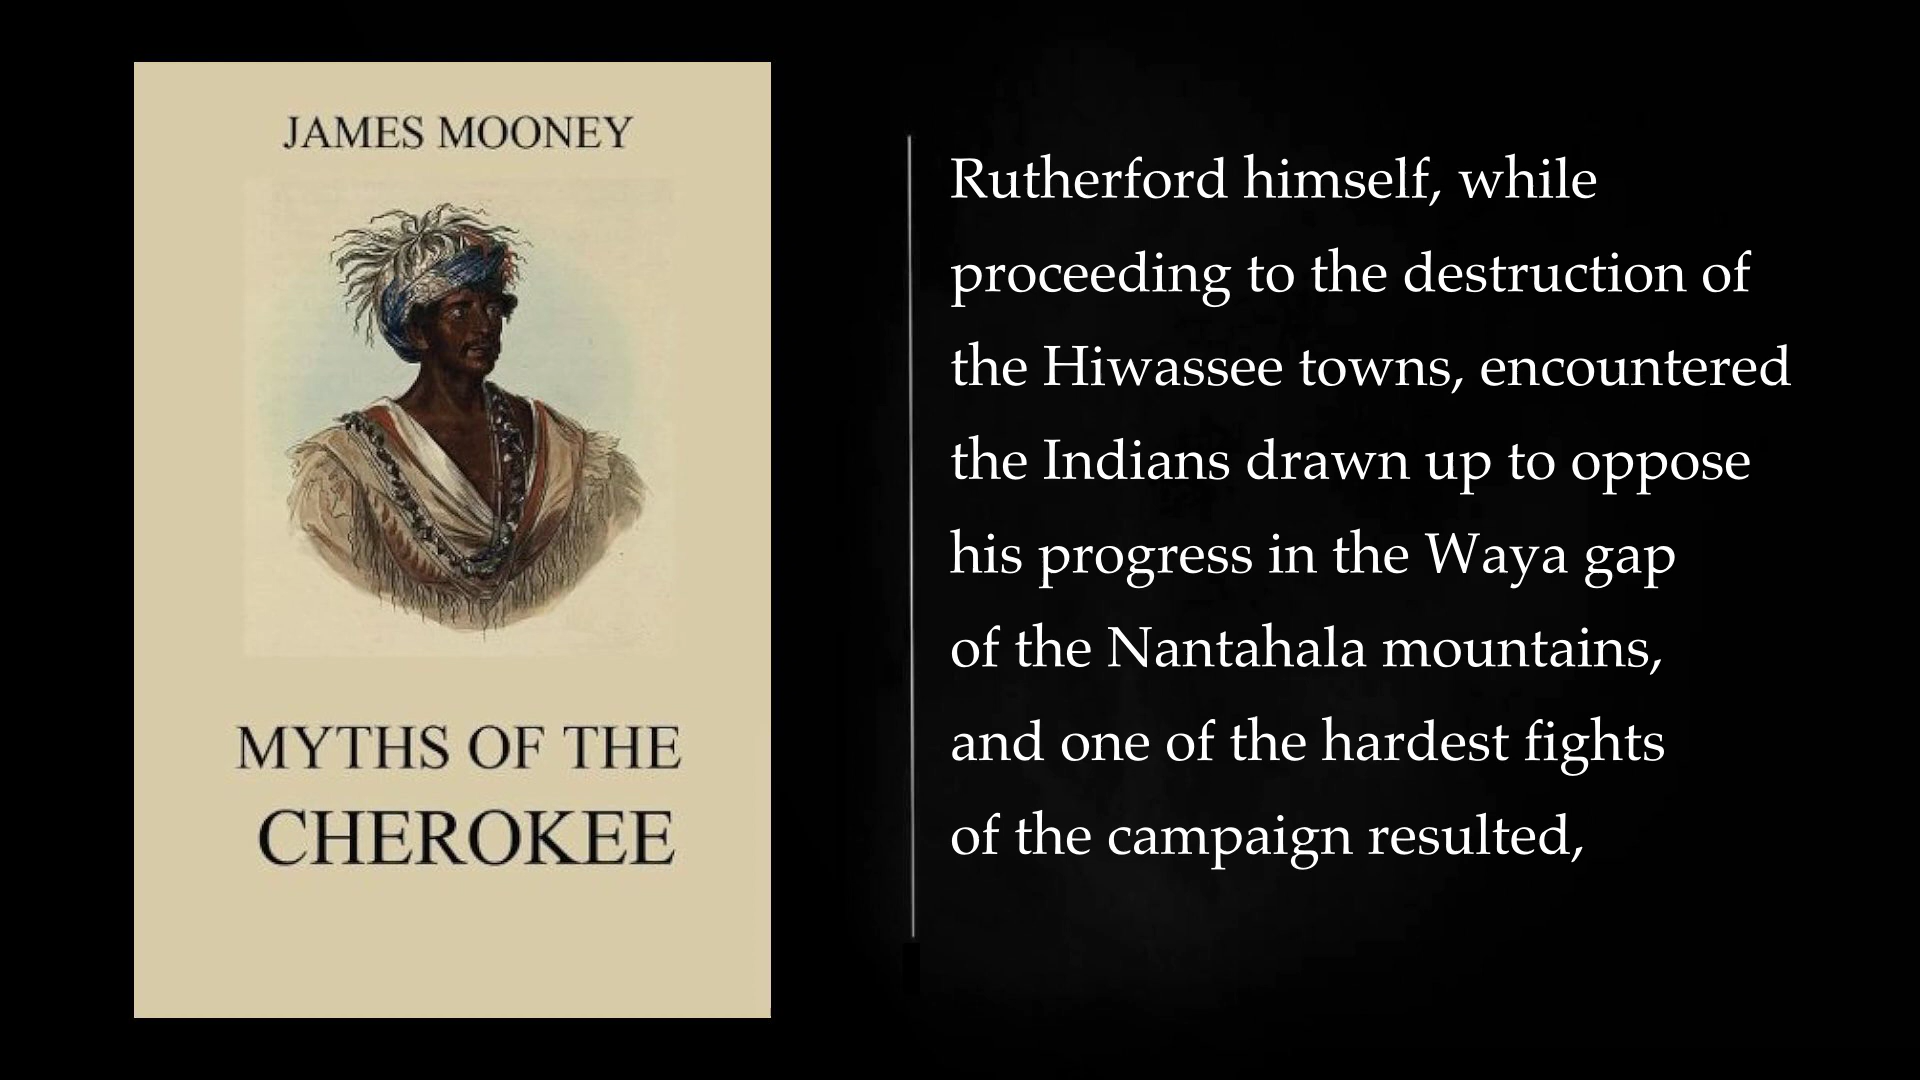 JAMES MOONEY
MYTHS OF THE
CHEROKEE
Rutherford himself, while
proceeding to the destruction of
the Hiwassee towns, encountered
the Indians drawn up to oppose
his progress in the Waya gap
of the Nantahala mountains,
and one of the hardest fights
of the campaign resulted,